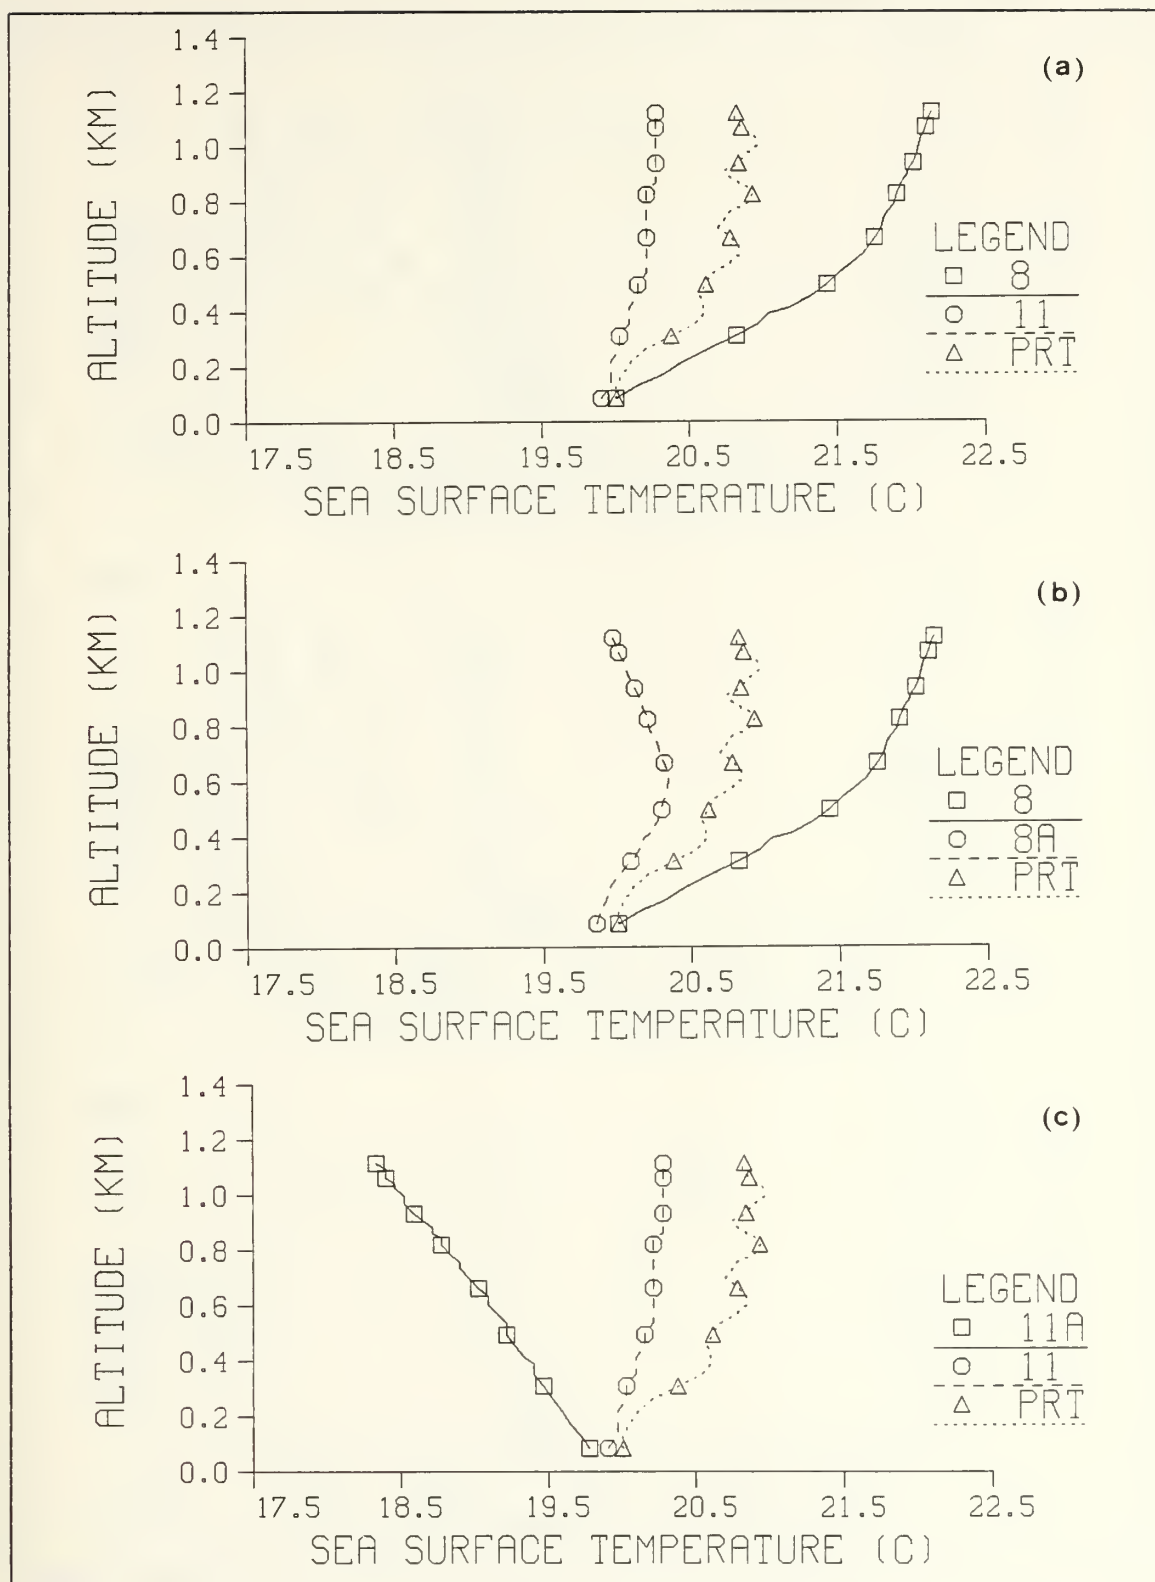 (a)
ALTITUDE (KM)
1.4
1.2
1.0
0.8
0.6
0.4
0.2
0.0
17.5 18.5 19.5 20.5 21.5 22.5
SEA SURFACE TEMPERATURE (C)
LEGEND
8
11
PRT
(b)
ALTITUDE (KM)
1.4
1.2
1.0
0.8
0.6
0.4
0.2
0.0
17.5 18.5 19.5 20.5 21.5 22.5
SEA SURFACE TEMPERATURE (C)
LEGEND
8
8A
PRT
(c)
ALTITUDE (KM)
1.4
1.2
1.0
0.8
0.6
0.4
0.2
0.0
17.5 18.5 19.5 20.5 21.5 22.5
SEA SURFACE TEMPERATURE (C)
LEGEND
11A
11
PRT